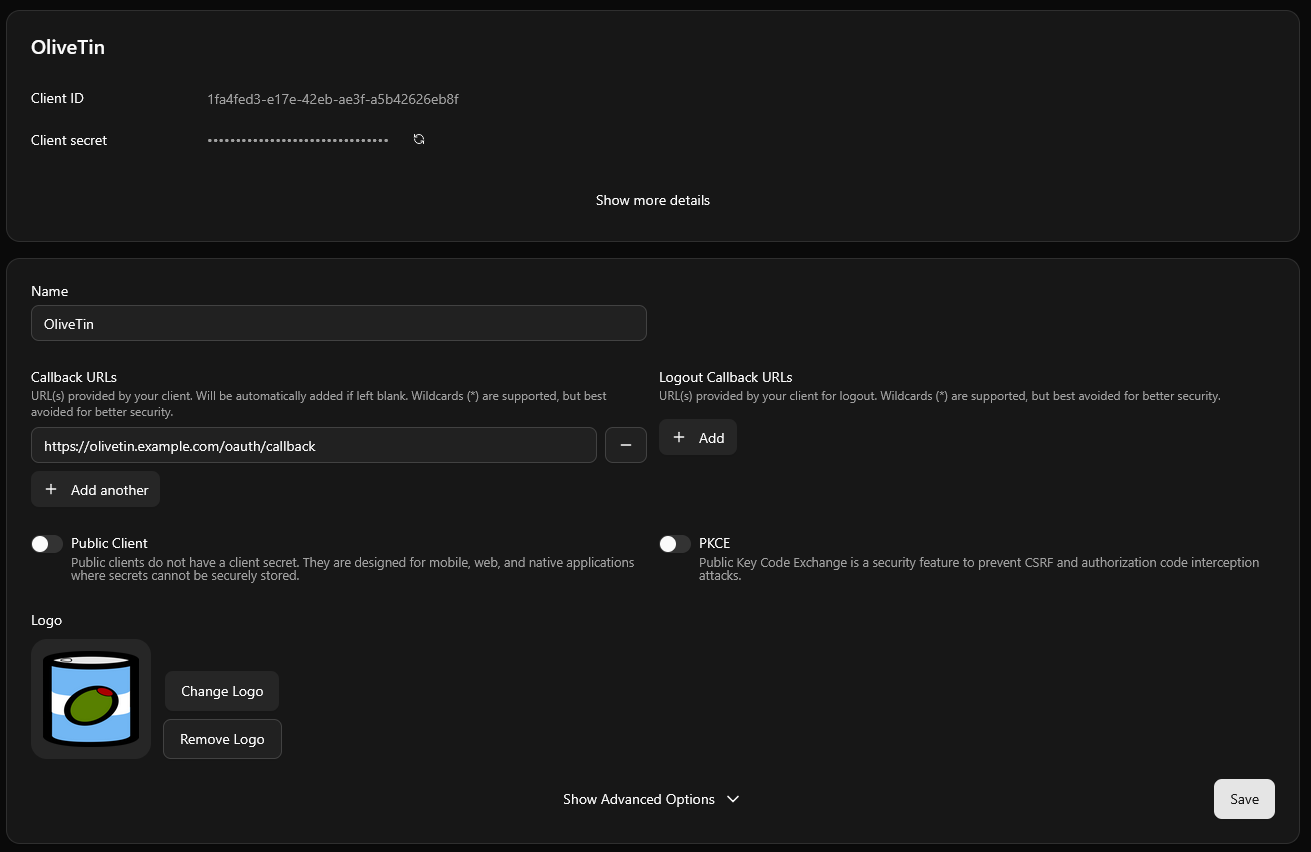 OliveTin
Client ID
1fa4fed3-e17e-42eb-ae3f-a5b42626eb8f
Client secret
••••••••••••••••••••••••••••••••
Show more details
Name
OliveTin
Callback URLs
URL(s) provided by your client. Will be automatically added if left blank. Wildcards (*) are supported, but best
avoided for better security.
https://olivetin.example.com/oauth/callback
Add another
Logout Callback URLs
URL(s) provided by your client for logout. Wildcards (*) are supported, but best avoided for better security.
Add
Public Client
Public clients do not have a client secret. They are designed for mobile, web, and native applications
where secrets cannot be securely stored.
PKCE
Public Key Code Exchange is a security feature to prevent CSRF and authorization code interception
attacks.
Logo
Change Logo
Remove Logo
Show Advanced Options
Save